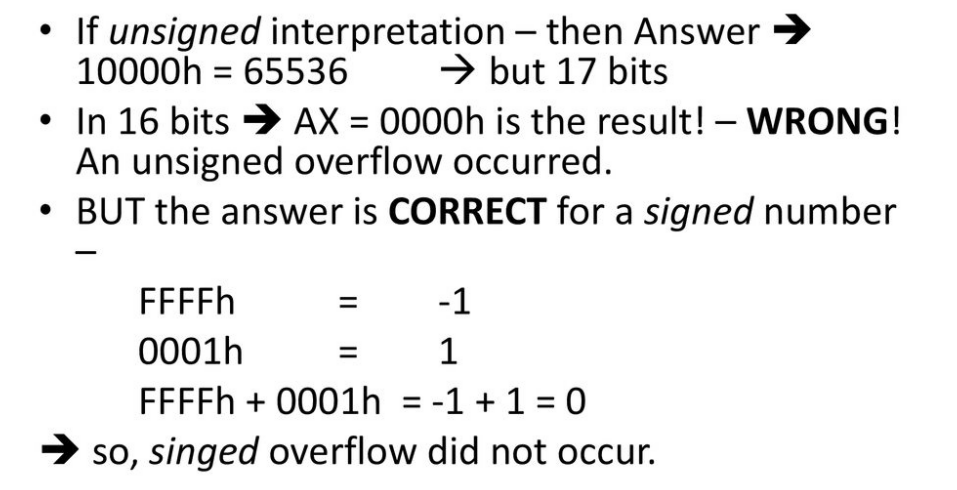 • If unsigned interpretation – then Answer ➔
10000h = 65536 → but 17 bits
• In 16 bits ➔ AX = 0000h is the result! – WRONG!
An unsigned overflow occurred.
• BUT the answer is CORRECT for a signed number
–
FFFFh = -1
0001h = 1
FFFFh + 0001h = -1 + 1 = 0
➔ so, singed overflow did not occur.